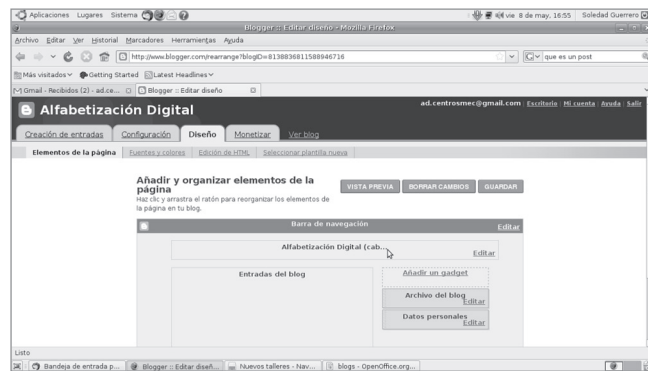 Aplicaciones Lugares Sistema vie 8 de may, 16:55 Soledad Guerrero
Blogger :: Editar diseño - Mozilla Firefox
Archivo Editar Ver Historial Marcadores Herramientas Ayuda
http://www.blogger.com/rearrange?blogID=8138836811588946716 que es un post
Más visitados Getting Started Latest Headlines
Gmail - Recibidos (2) - ad.ce... Blogger :: Editar diseño
Alfabetización Digital ad.centrosmec@gmail.com Escritorio Mi cuenta Ayuda Salir
Creación de entradas Configuración Diseño Monetizar Ver blog
Elementos de la página Fuentes y colores Edición de HTML Seleccionar plantilla nueva
Añadir y organizar elementos de la
página
VISTA PREVIA BORRAR CAMBIOS GUARDAR
Haz clic y arrastra el ratón para reorganizar los elementos de
la página en tu blog.
Barra de navegación
Editar
Alfabetización Digital (cab...
Editar
Entradas del blog
Añadir un gadget
Archivo del blog
Editar
Datos personales
Editar
Listo
Bandeja de entrada p... Blogger :: Editar diseñ... Nuevos talleres - Nav... blogs - OpenOffice.org...